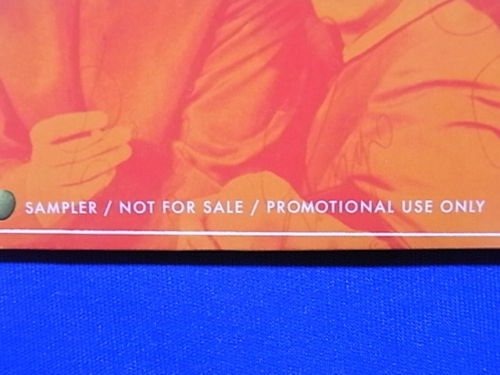 SAMPLER / NOT FOR SALE / PROMOTIONAL USE ONLY